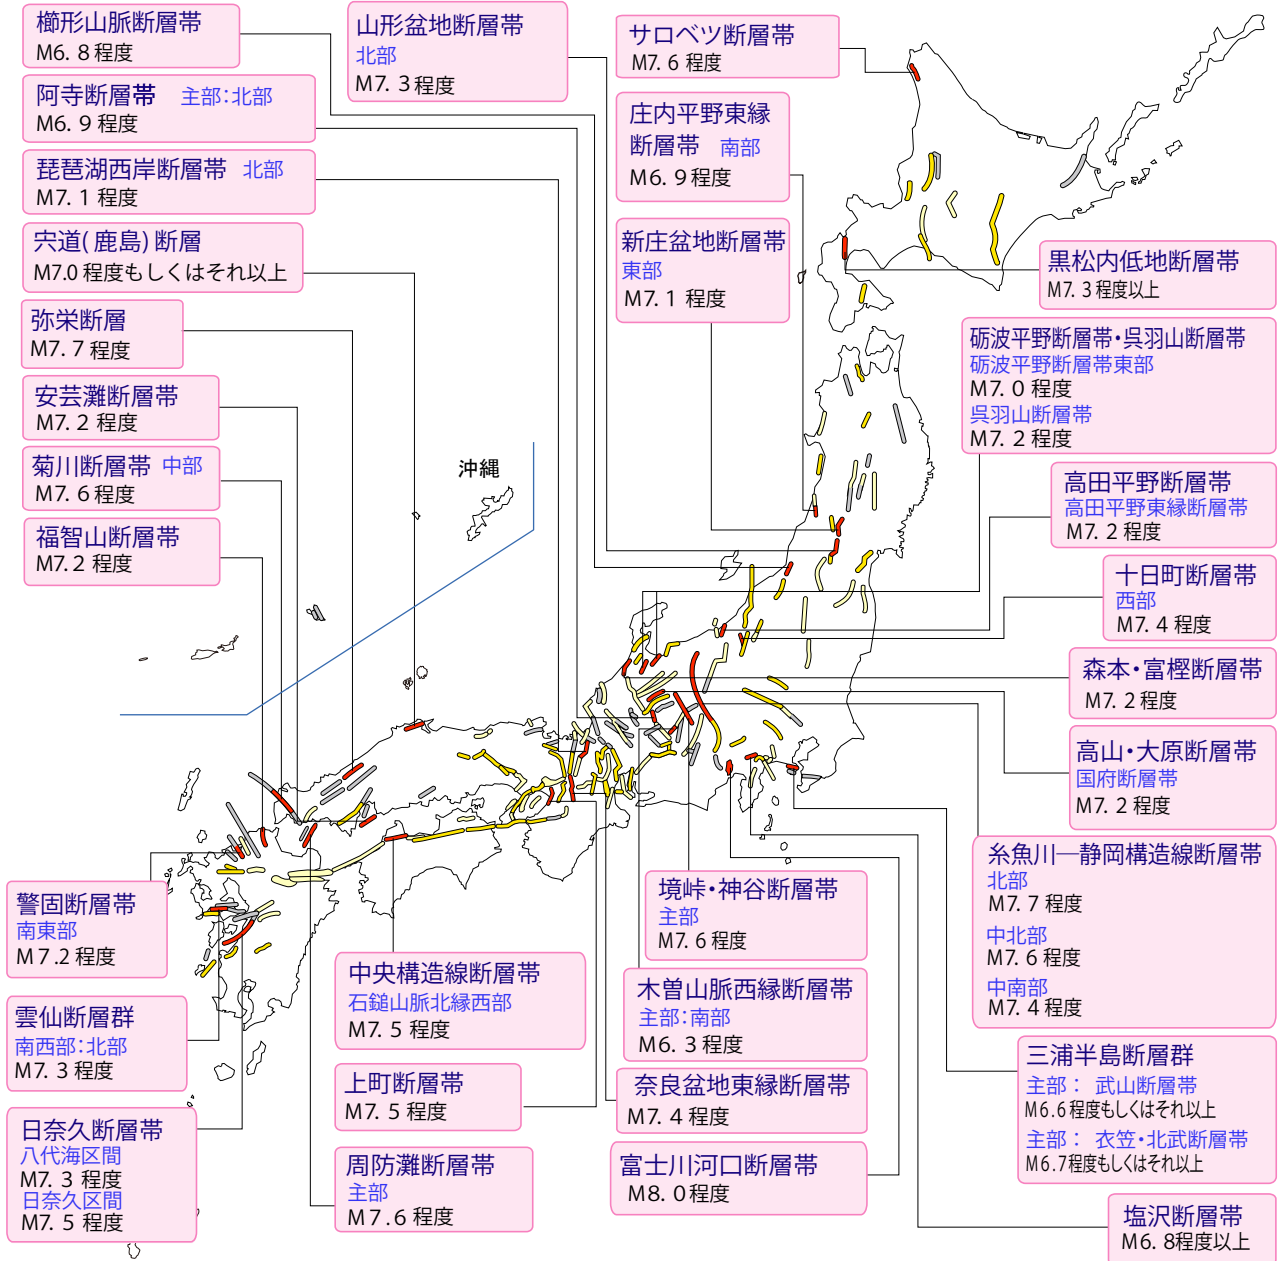 櫛形山脈断層帯
M6. 8 程度
阿寺断層帯 主部:北部
M6. 9 程度
琵琶湖西岸断層帯 北部
M7. 1 程度
宍道( 鹿島) 断層
M7.0 程度もしくはそれ以上
弥栄断層
M7. 7 程度
安芸灘断層帯
M7. 2 程度
菊川断層帯 中部
M7. 6 程度
福智山断層帯
M7. 2 程度
山形盆地断層帯
北部
M7. 3 程度
サロベツ断層帯
M7. 6 程度
庄内平野東縁
断層帯 南部
M6. 9 程度
新庄盆地断層帯
東部
M7. 1 程度
沖縄
黒松内低地断層帯
M7. 3 程度以上
砺波平野断層帯・呉羽山断層帯
砺波平野断層帯東部
M7. 0 程度
呉羽山断層帯
M7. 2 程度
高田平野断層帯
高田平野東縁断層帯
M7. 2 程度
十日町断層帯
西部
M7. 4 程度
森本・富樫断層帯
M7. 2 程度
高山・大原断層帯
国府断層帯
M7. 2 程度
糸魚川―静岡構造線断層帯
北部
M7. 7 程度
中北部
M7. 6 程度
中南部
M7. 4 程度
三浦半島断層群
主部: 武山断層帯
M6.6 程度もしくはそれ以上
主部: 衣笠・北武断層帯
M6.7程度もしくはそれ以上
塩沢断層帯
M6. 8程度以上
警固断層帯
南東部
M 7 .2 程度
雲仙断層群
南西部:北部
M7. 3 程度
日奈久断層帯
八代海区間
M7. 3 程度
日奈久区間
M7. 5 程度
中央構造線断層帯
石鎚山脈北縁西部
M7. 5 程度
上町断層帯
M7. 5 程度
周防灘断層帯
主部
M 7 . 6 程度
境峠・神谷断層帯
主部
M7. 6 程度
木曽山脈西縁断層帯
主部:南部
M6. 3 程度
奈良盆地東縁断層帯
M7. 4 程度
富士川河口断層帯
M8. 0程度